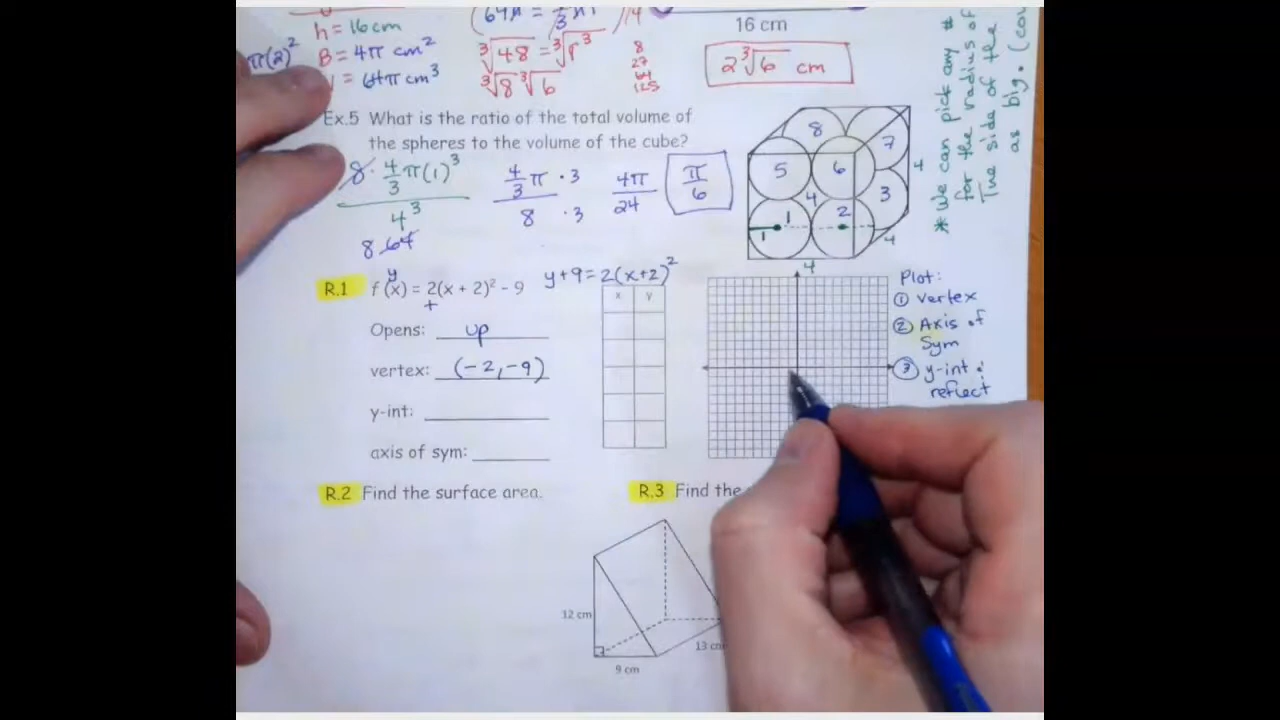 h = 16 cm
π(2)²
B = 4π cm²
V = 64π cm³
∛48 = ∛r³
∛8 ∛6
8
27
64
125
16 cm
2∛6 cm
* We can pick any #
for the radius of
The side of the
as big. (cou
Ex.5 What is the ratio of the total volume of
the spheres to the volume of the cube?
8 · 4/3 π(1)³
4³
8 64
4/3 π · 3
8 · 3
4π
24
π
6
8
7
5
6
4
3
1
2
1
4
4
4
R.1 f(x) = 2(x + 2)² - 9
y
+
y+9=2(x+2)²
Opens: up
vertex: (-2,-9)
y-int:
axis of sym:
x y
Plot:
① vertex
② Axis of
Sym
③ y-int &
reflect
R.2 Find the surface area.
R.3 Find the
12 cm
9 cm
13 cm